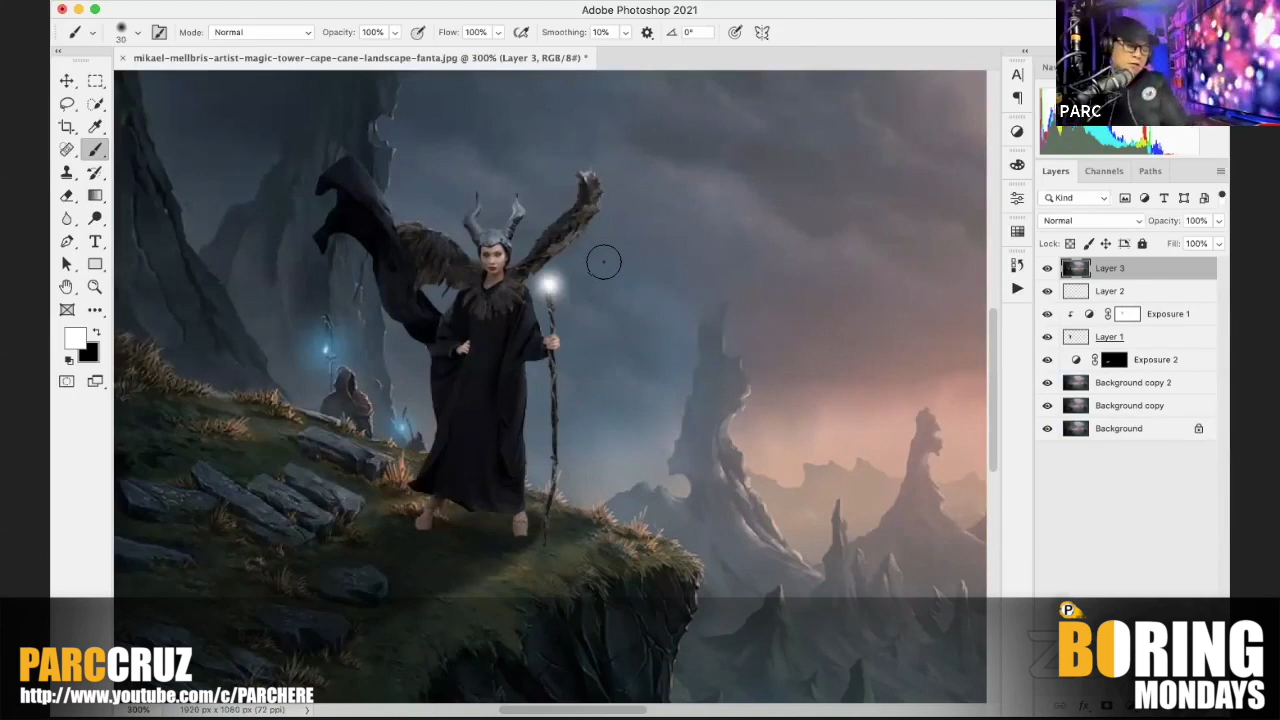 Adobe Photoshop 2021
30
Mode: Normal
Opacity: 100%
Flow: 100%
Smoothing: 10%
0°
mikael-mellbris-artist-magic-tower-cape-cane-landscape-fanta.jpg @ 300% (Layer 3, RGB/8#) *
PARC
Layers Channels Paths
Kind
Normal Opacity: 100%
Lock: Fill: 100%
Layer 3
Layer 2
Exposure 1
Layer 1
Exposure 2
Background copy 2
Background copy
Background
PARCCRUZ
http://www.youtube.com/c/PARCHERE
P
BORING
MONDAYS
300% 1920 px x 1080 px (72 ppi)